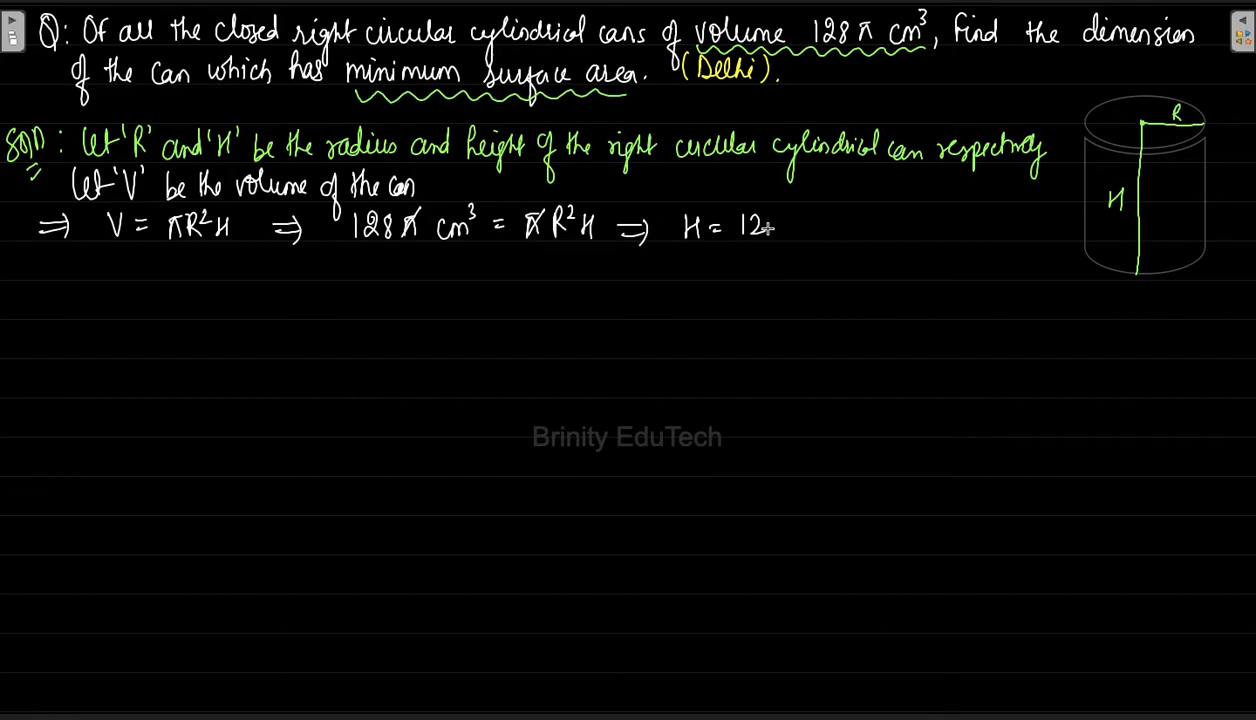 Q: Of all the closed right circular cylindrical cans of volume 128π cm³, Find the dimension
of the can which has minimum surface area. (Delhi).
Soln: Let 'R' and 'H' be the radius and height of the right circular cylindrical can respectively
Let 'V' be the volume of the can
⇒ V = πR²H ⇒ 128π cm³ = πR²H ⇒ H = 12
R
H
Brinity EduTech